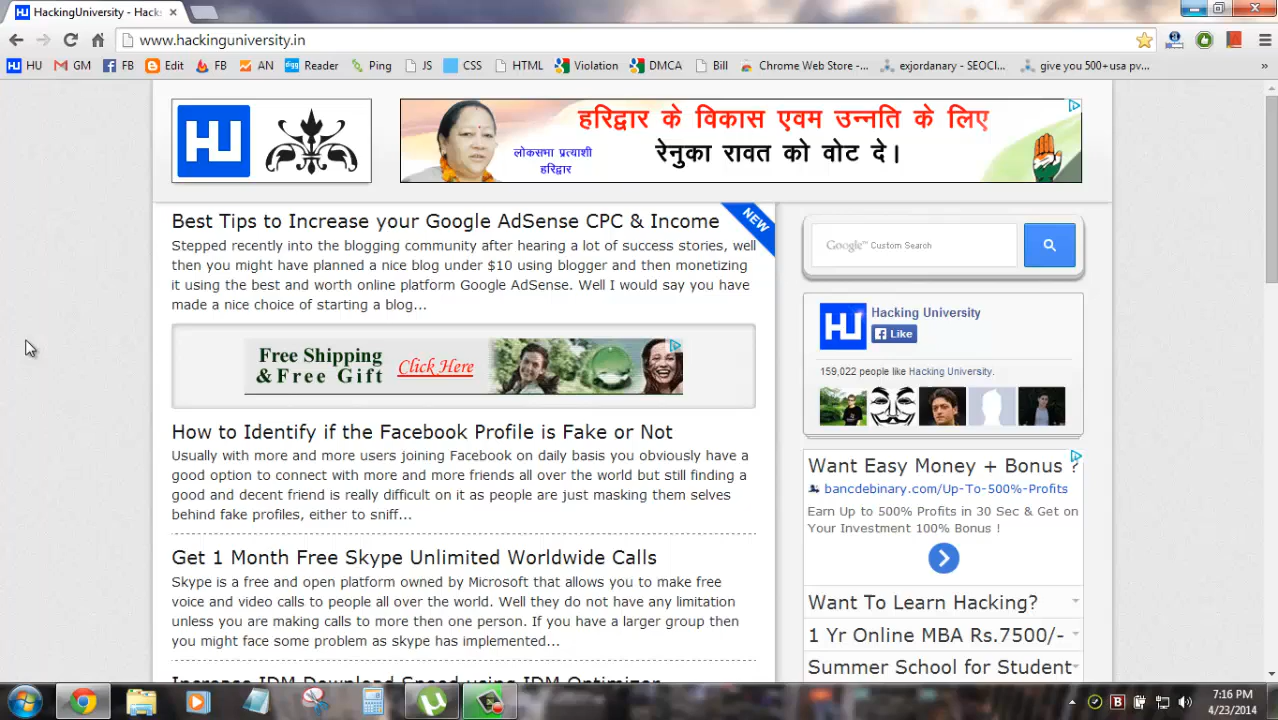 HackingUniversity - Hacks
www.hackinguniversity.in
HU GM FB Edit FB AN Reader Ping JS CSS HTML Violation DMCA Bill Chrome Web Store -... exjordanary - SEOCl... give you 500+usa pv... »
HU
हरिद्वार के विकास एवम उन्नति के लिए
लोकसभा प्रत्याशी
हरिद्वार
रेनुका रावत को वोट दे।
Best Tips to Increase your Google AdSense CPC & Income
NEW
Stepped recently into the blogging community after hearing a lot of success stories, well
then you might have planned a nice blog under $10 using blogger and then monetizing
it using the best and worth online platform Google AdSense. Well I would say you have
made a nice choice of starting a blog...
Free Shipping
& Free Gift
Click Here
How to Identify if the Facebook Profile is Fake or Not
Usually with more and more users joining Facebook on daily basis you obviously have a
good option to connect with more and more friends all over the world but still finding a
good and decent friend is really difficult on it as people are just masking them selves
behind fake profiles, either to sniff...
Get 1 Month Free Skype Unlimited Worldwide Calls
Skype is a free and open platform owned by Microsoft that allows you to make free
voice and video calls to people all over the world. Well they do not have any limitation
unless you are making calls to more then one person. If you have a larger group then
you might face some problem as skype has implemented...
Increase IDM Download Speed using IDM Optimizer
Google™ Custom Search
HU
Hacking University
Like
159,022 people like Hacking University.
Want Easy Money + Bonus ?
bancdebinary.com/Up-To-500%-Profits
Earn Up to 500% Profits in 30 Sec & Get on
Your Investment 100% Bonus !
Want To Learn Hacking?
1 Yr Online MBA Rs.7500/-
Summer School for Student
7:16 PM
4/23/2014